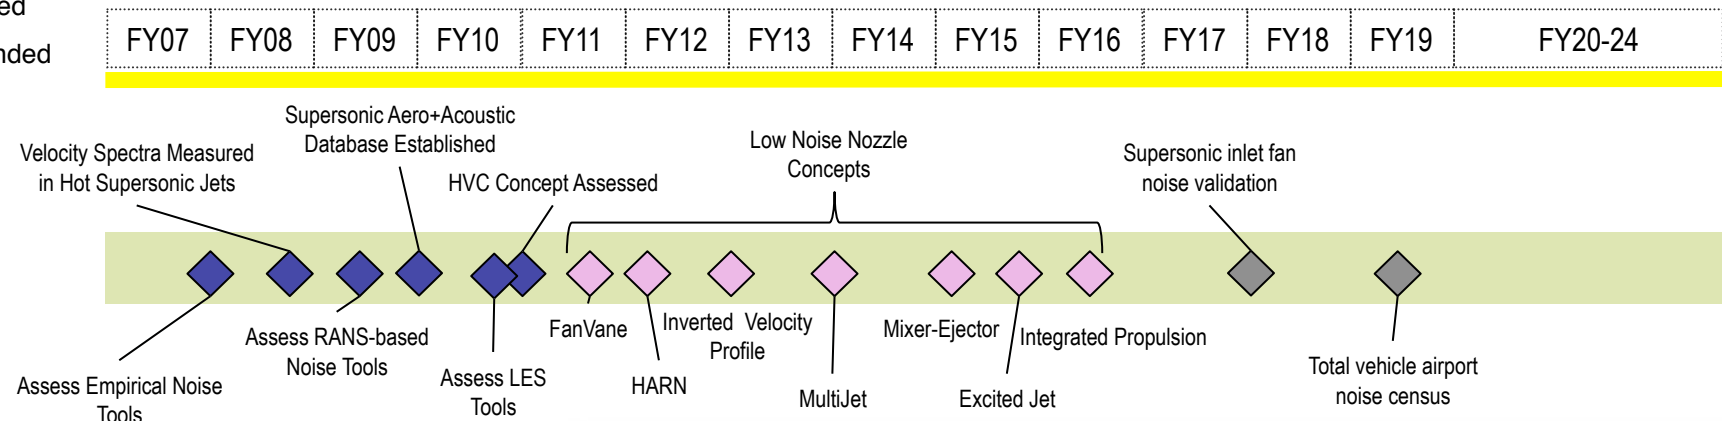 FY07 FY08 FY09 FY10 FY11 FY12 FY13 FY14 FY15 FY16 FY17 FY18 FY19 FY20-24
Supersonic Aero+Acoustic
Database Established
Velocity Spectra Measured
in Hot Supersonic Jets
HVC Concept Assessed
Low Noise Nozzle
Concepts
Supersonic inlet fan
noise validation
Assess Empirical Noise
Tools
Assess RANS-based
Noise Tools
Assess LES
Tools
FanVane
HARN
Inverted Velocity
Profile
MultiJet
Mixer-Ejector
Excited Jet
Integrated Propulsion
Total vehicle airport
noise census